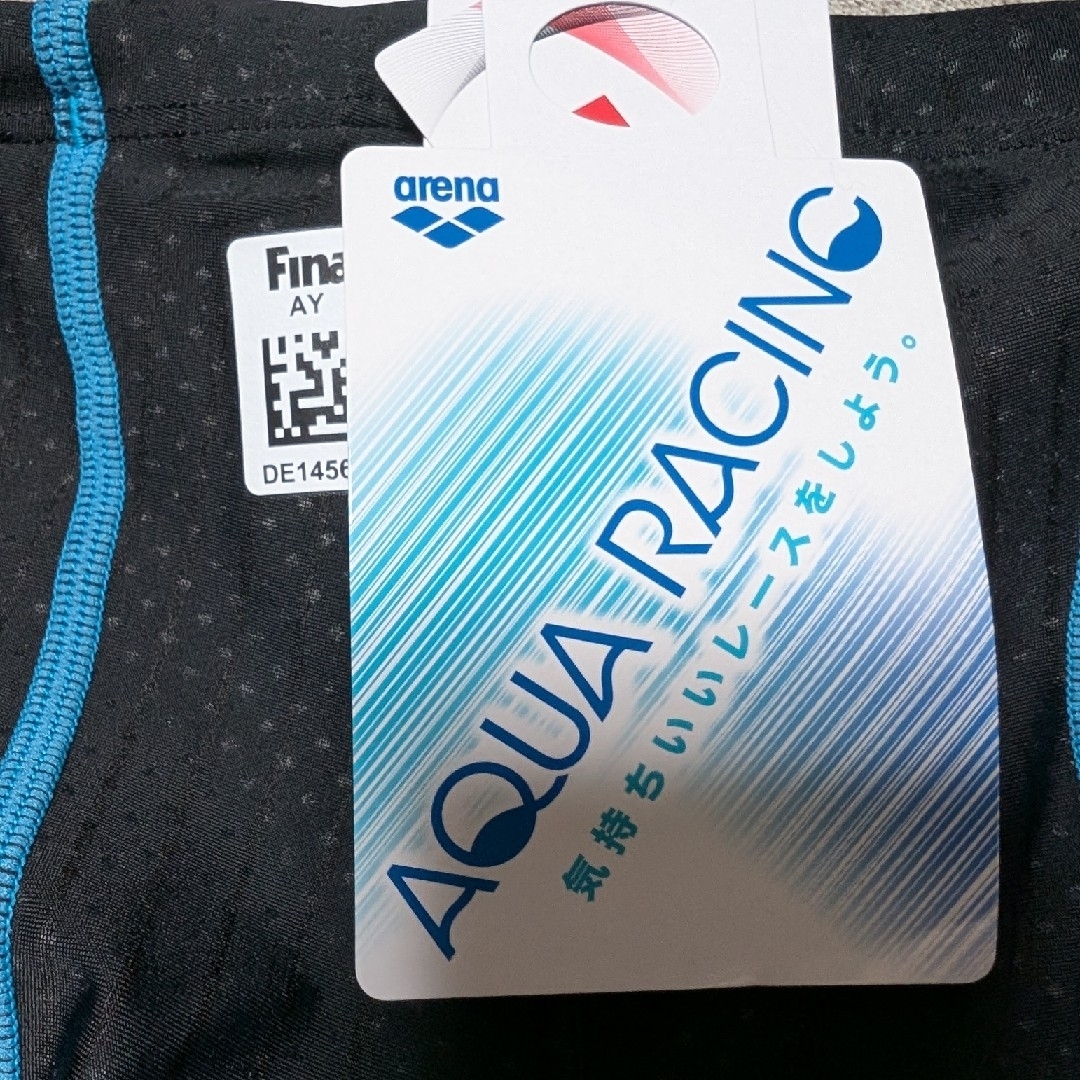 arena
AQUA RACING
気持ちいいレースをしよう。
Fina
AY
DE1456